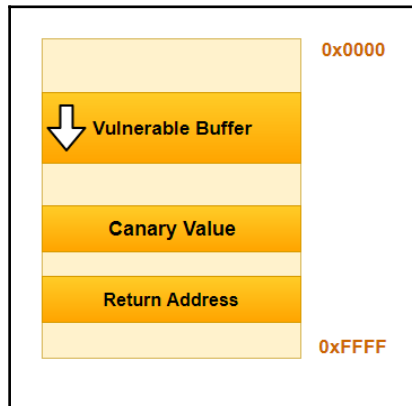 0x0000
Vulnerable Buffer
Canary Value
Return Address
0xFFFF